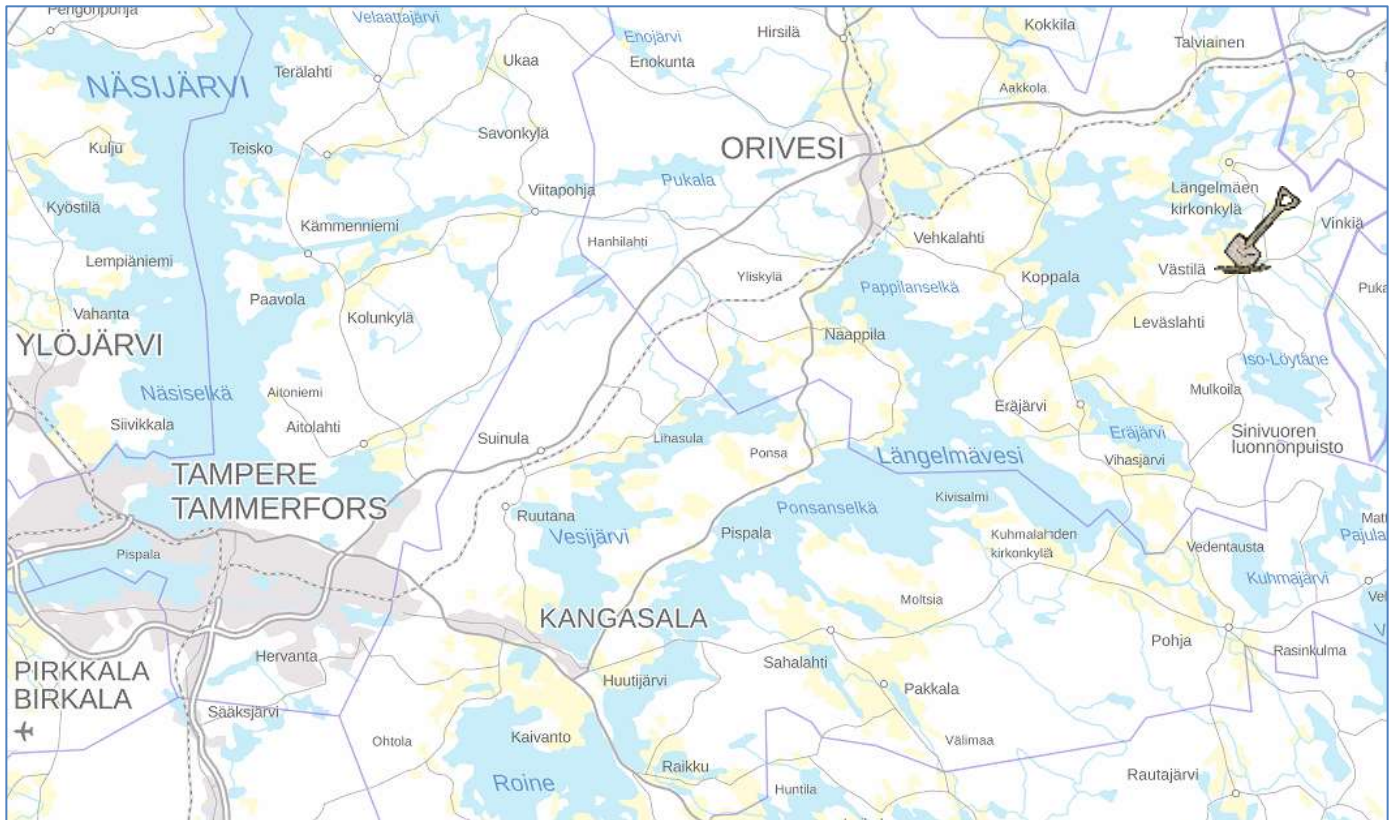 Pengonpohja
Velaattajärvi
Enojärvi
Hirsilä
Kokkila
Talviainen
Ukaa
Enokunta
Terälahti
NÄSIJÄRVI
Aakkola
Savonkylä
Kulju
Teisko
ORIVESI
Pukala
Viitapohja
Längelmäen
kirkonkylä
Kyöstilä
Kämmenniemi
Hanhilahti
Vehkalahti
Vinkiä
Lempiäniemi
Yliskylä
Koppala
Västilä
Paavola
Pappilanselkä
Puka
Vahanta
Kolunkylä
Leväslahti
Naappila
YLÖJÄRVI
Iso-Löytäne
Näsiselkä
Aitoniemi
Mulkoila
Eräjärvi
Siivikkala
Aitolahti
Suinula
Lihasula
Eräjärvi
Sinivuoren
luonnonpuisto
Ponsa
Längelmävesi
Vihasjärvi
TAMPERE
TAMMERFORS
Kivisalmi
Ponsanselkä
Ruutana
Vesijärvi
Pispala
Kuhmalahden
kirkonkylä
Vedentausta
Mat
Pajula
Pispala
Kuhmajärvi
Vel
Moltsia
KANGASALA
V
Pohja
Rasinkulma
Hervanta
Sahalahti
PIRKKALA
BIRKALA
Huutijärvi
Pakkala
Sääksjärvi
Ohtola
Kaivanto
Välimaa
Raikku
Rautajärvi
Roine
Huntila